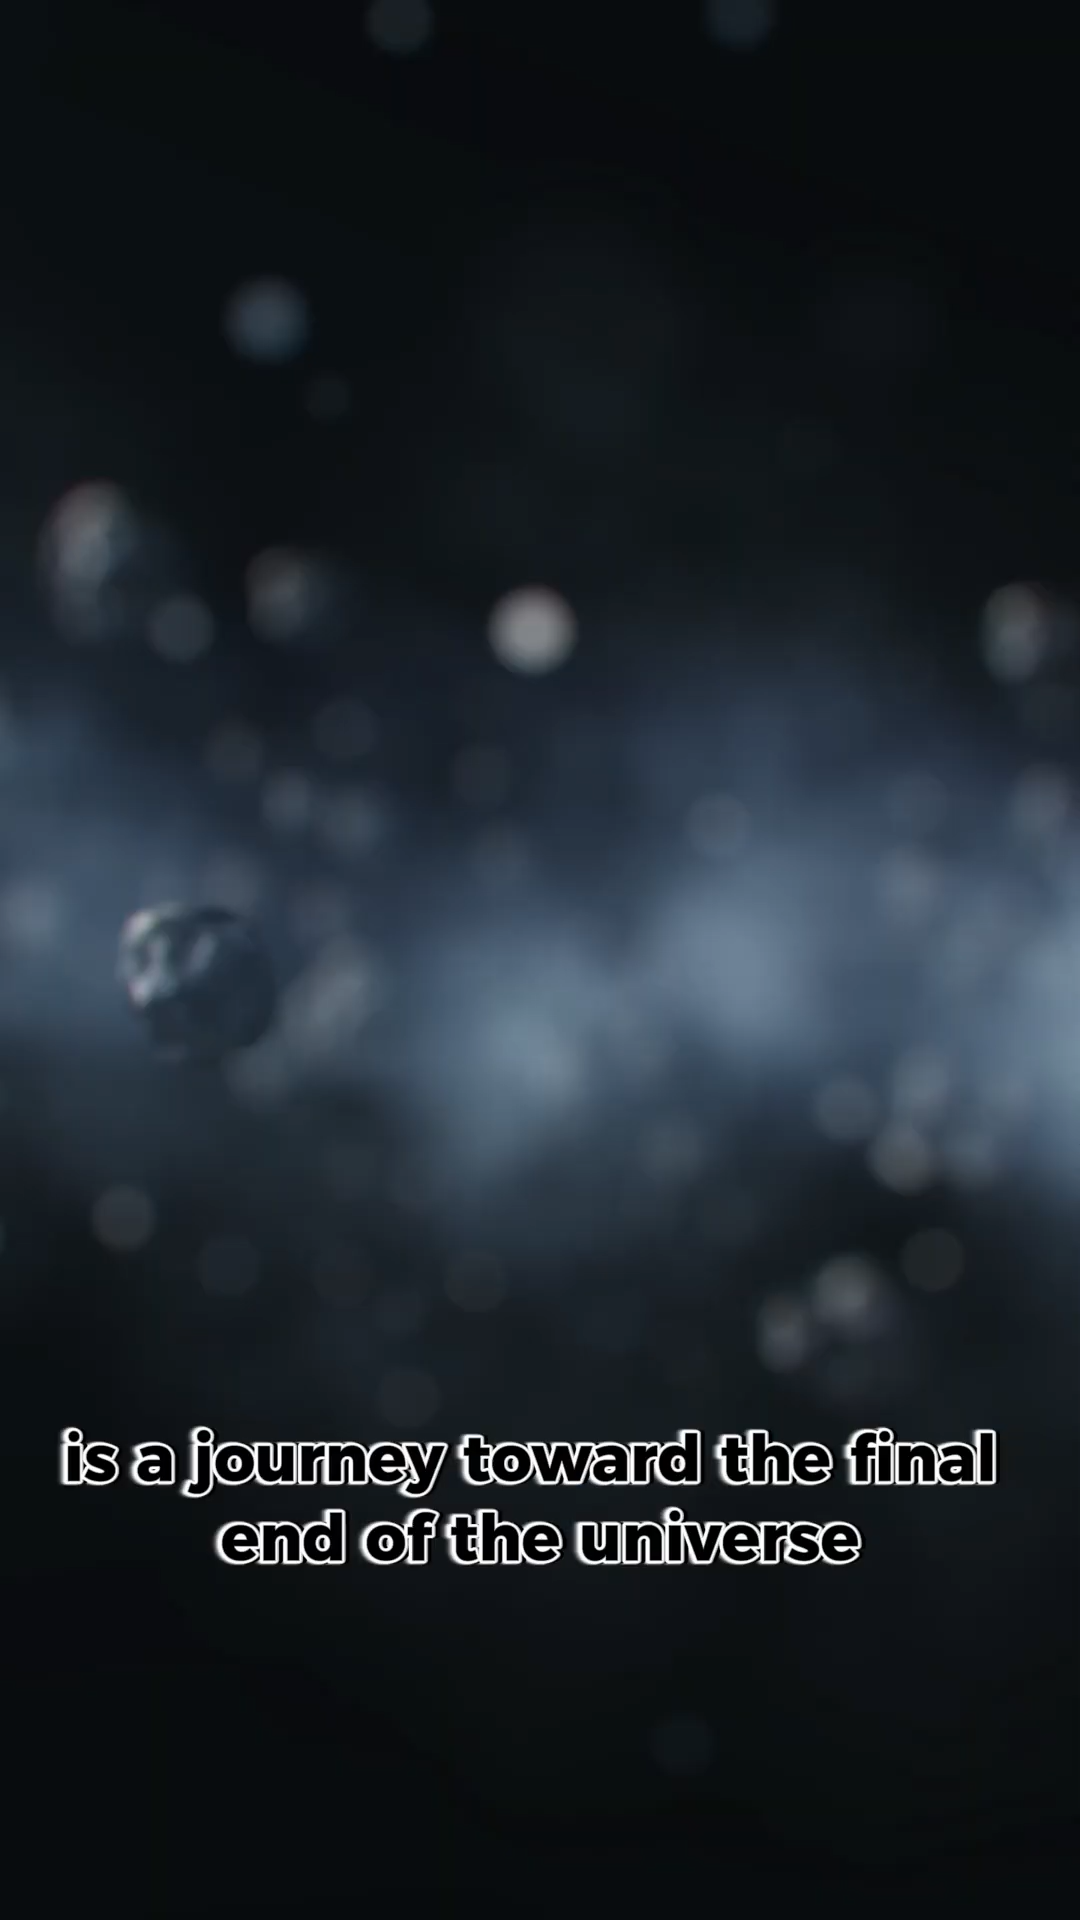 is a journey toward the final
end of the universe